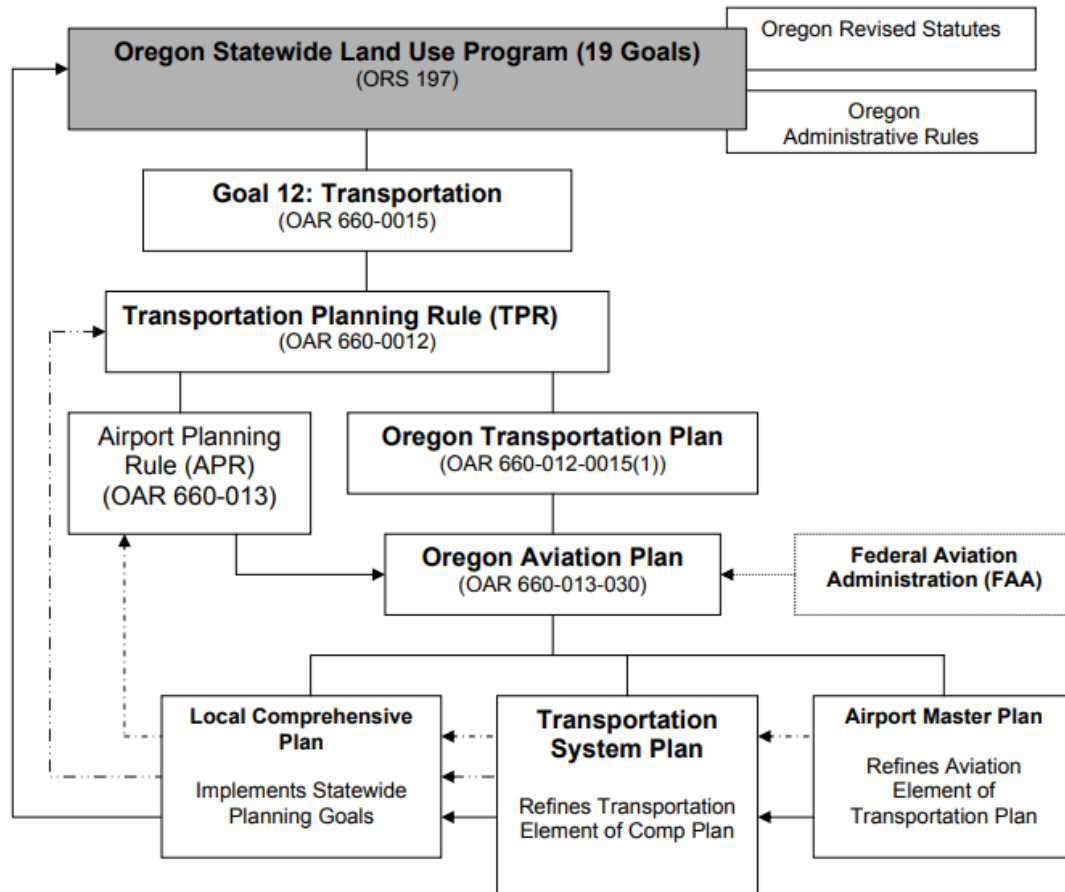 Oregon Statewide Land Use Program (19 Goals)
(ORS 197)
Oregon Revised Statutes
Oregon
Administrative Rules
Goal 12: Transportation
(OAR 660-0015)
Transportation Planning Rule (TPR)
(OAR 660-0012)
Airport Planning
Rule (APR)
(OAR 660-013)
Oregon Transportation Plan
(OAR 660-012-0015(1))
Oregon Aviation Plan
(OAR 660-013-030)
Federal Aviation
Administration (FAA)
Local Comprehensive
Plan
Implements Statewide
Planning Goals
Transportation
System Plan
Refines Transportation
Element of Comp Plan
Airport Master Plan
Refines Aviation
Element of
Transportation Plan